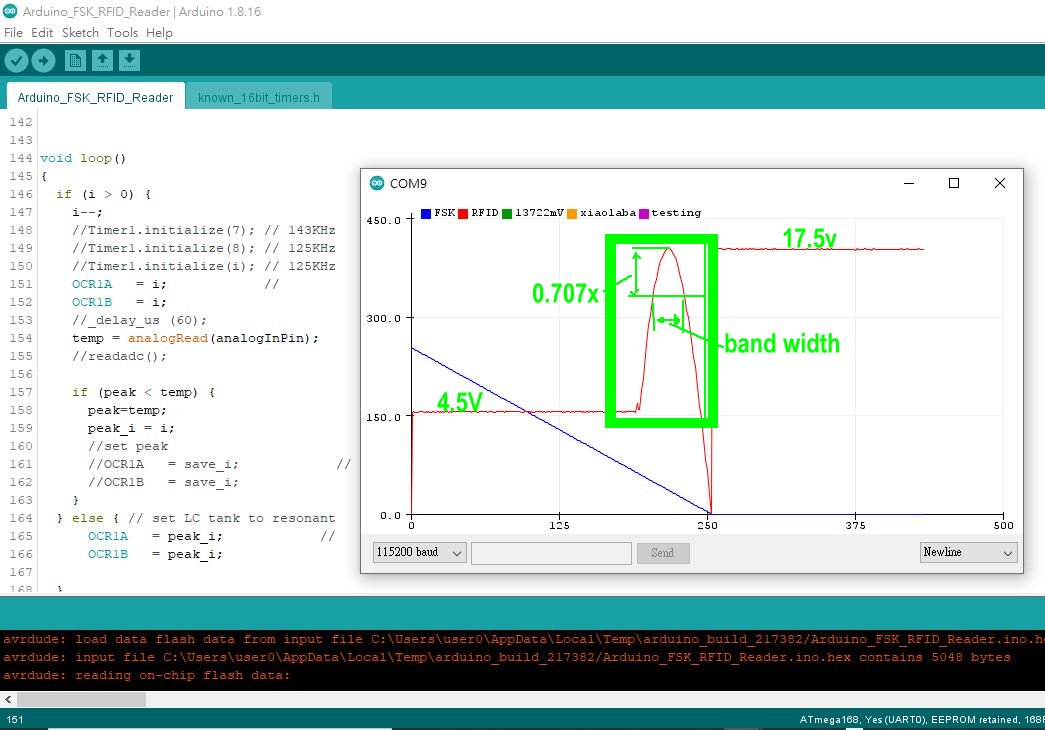 Arduino_FSK_RFID_Reader | Arduino 1.8.16
File Edit Sketch Tools Help
Arduino_FSK_RFID_Reader known_16bit_timers.h
142
143
144 void loop()
145 {
146 if (i > 0) {
147 i--;
148 //Timer1.initialize(7); // 143KHz
149 //Timer1.initialize(8); // 125KHz
150 //Timer1.initialize(i); // 125KHz
151 OCR1A = i; //
152 OCR1B = i;
153 //_delay_us (60);
154 temp = analogRead(analogInPin);
155 //readadc();
156
157 if (peak < temp) {
158 peak=temp;
159 peak_i = i;
160 //set peak
161 //OCR1A = save_i; //
162 //OCR1B = save_i;
163 }
164 } else { // set LC tank to resonant
165 OCR1A = peak_i; //
166 OCR1B = peak_i;
167
168 }
COM9
FSK RFID 13722mV xiaolaba testing
450.0
300.0
150.0
0.0
0 125 250 375 500
17.5v
0.707x
band width
4.5V
115200 baud Send Newline
avrdude: load data flash data from input file C:\Users\user0\AppData\Local\Temp\arduino_build_217382/Arduino_FSK_RFID_Reader.ino.he
avrdude: input file C:\Users\user0\AppData\Local\Temp\arduino_build_217382/Arduino_FSK_RFID_Reader.ino.hex contains 5048 bytes
avrdude: reading on-chip flash data:
151 ATmega168, Yes (UART0), EEPROM retained, 168P